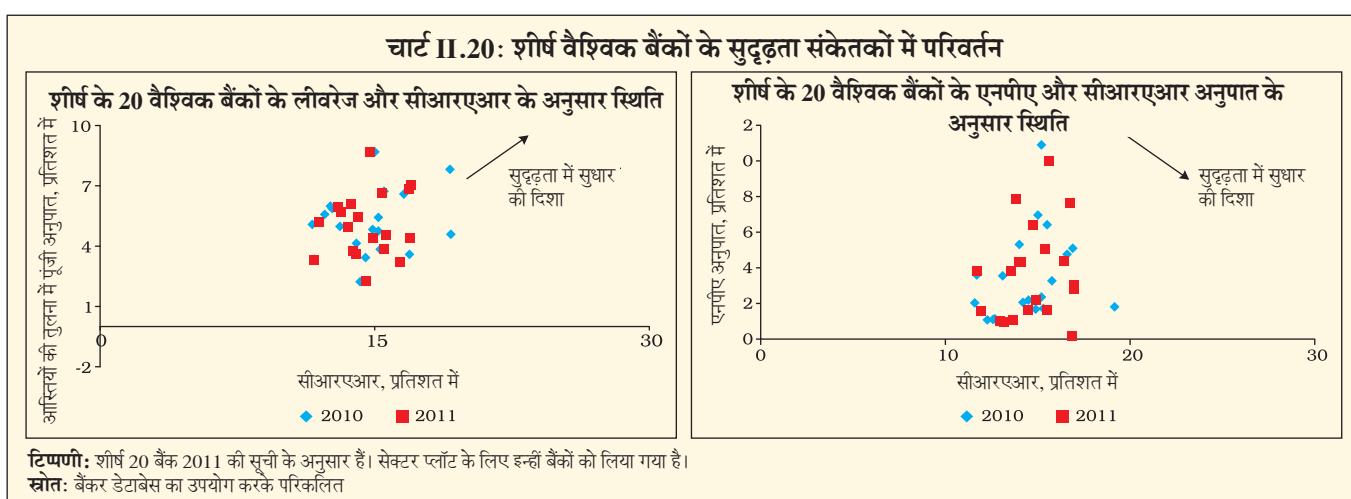 चार्ट II.20: शीर्ष वैश्विक बैंकों के सुदृढ़ता संकेतकों में परिवर्तन
शीर्ष के 20 वैश्विक बैंकों के लीवरेज और सीआरएआर के अनुसार स्थिति
आस्तियों की तुलना में पूंजी अनुपात, प्रतिशत में
10
7
4
1
-2
0
15
30
सुदृढ़ता में सुधार
की दिशा
सीआरएआर, प्रतिशत में
2010
2011
शीर्ष के 20 वैश्विक बैंकों के एनपीए और सीआरएआर अनुपात के
अनुसार स्थिति
एनपीए अनुपात, प्रतिशत में
2
0
8
6
4
2
0
0
10
20
30
सुदृढ़ता में सुधार
की दिशा
सीआरएआर, प्रतिशत में
2010
2011
टिप्पणी: शीर्ष 20 बैंक 2011 की सूची के अनुसार हैं। सेक्टर प्लॉट के लिए इन्हीं बैंकों को लिया गया है।
स्रोत: बैंकर डेटाबेस का उपयोग करके परिकलित